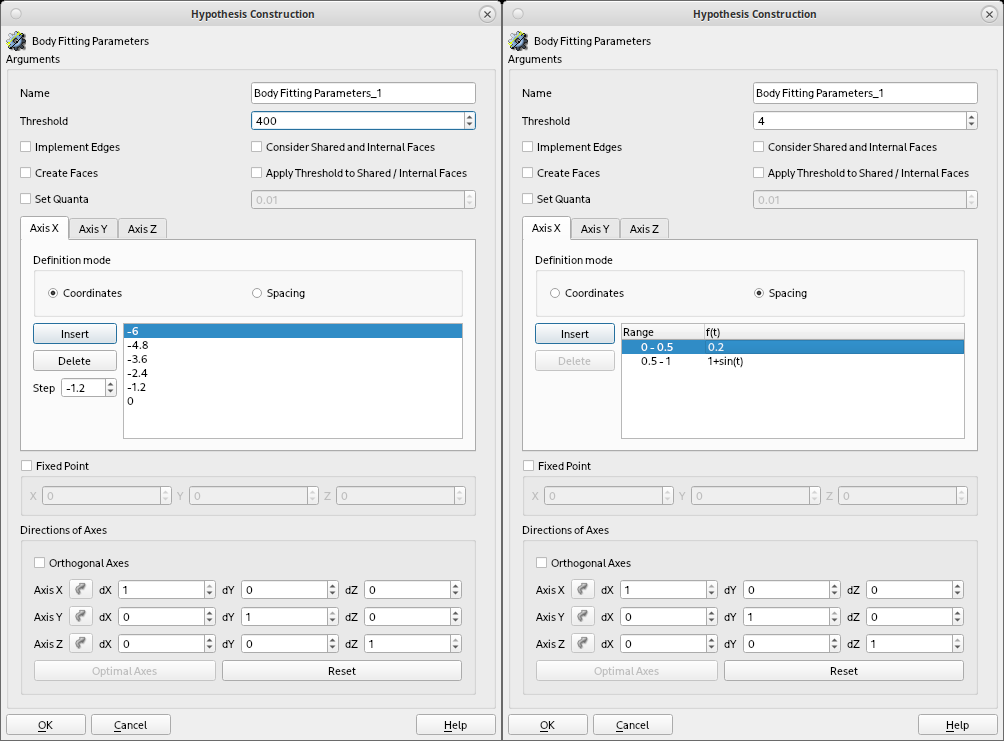 Hypothesis Construction
Body Fitting Parameters
Arguments
Name Body Fitting Parameters_1
Threshold 400
Implement Edges Consider Shared and Internal Faces
Create Faces Apply Threshold to Shared / Internal Faces
Set Quanta 0.01
Axis X Axis Y Axis Z
Definition mode
Coordinates Spacing
Insert
Delete
Step -1.2
-6
-4.8
-3.6
-2.4
-1.2
0
Fixed Point
X 0 Y 0 Z 0
Directions of Axes
Orthogonal Axes
Axis X dX 1 dY 0 dZ 0
Axis Y dX 0 dY 1 dZ 0
Axis Z dX 0 dY 0 dZ 1
Optimal Axes Reset
OK Cancel Help
Hypothesis Construction
Body Fitting Parameters
Arguments
Name Body Fitting Parameters_1
Threshold 4
Implement Edges Consider Shared and Internal Faces
Create Faces Apply Threshold to Shared / Internal Faces
Set Quanta 0.01
Axis X Axis Y Axis Z
Definition mode
Coordinates Spacing
Insert
Delete
Range f(t)
0 - 0.5 0.2
0.5 - 1 1+sin(t)
Fixed Point
X 0 Y 0 Z 0
Directions of Axes
Orthogonal Axes
Axis X dX 1 dY 0 dZ 0
Axis Y dX 0 dY 1 dZ 0
Axis Z dX 0 dY 0 dZ 1
Optimal Axes Reset
OK Cancel Help